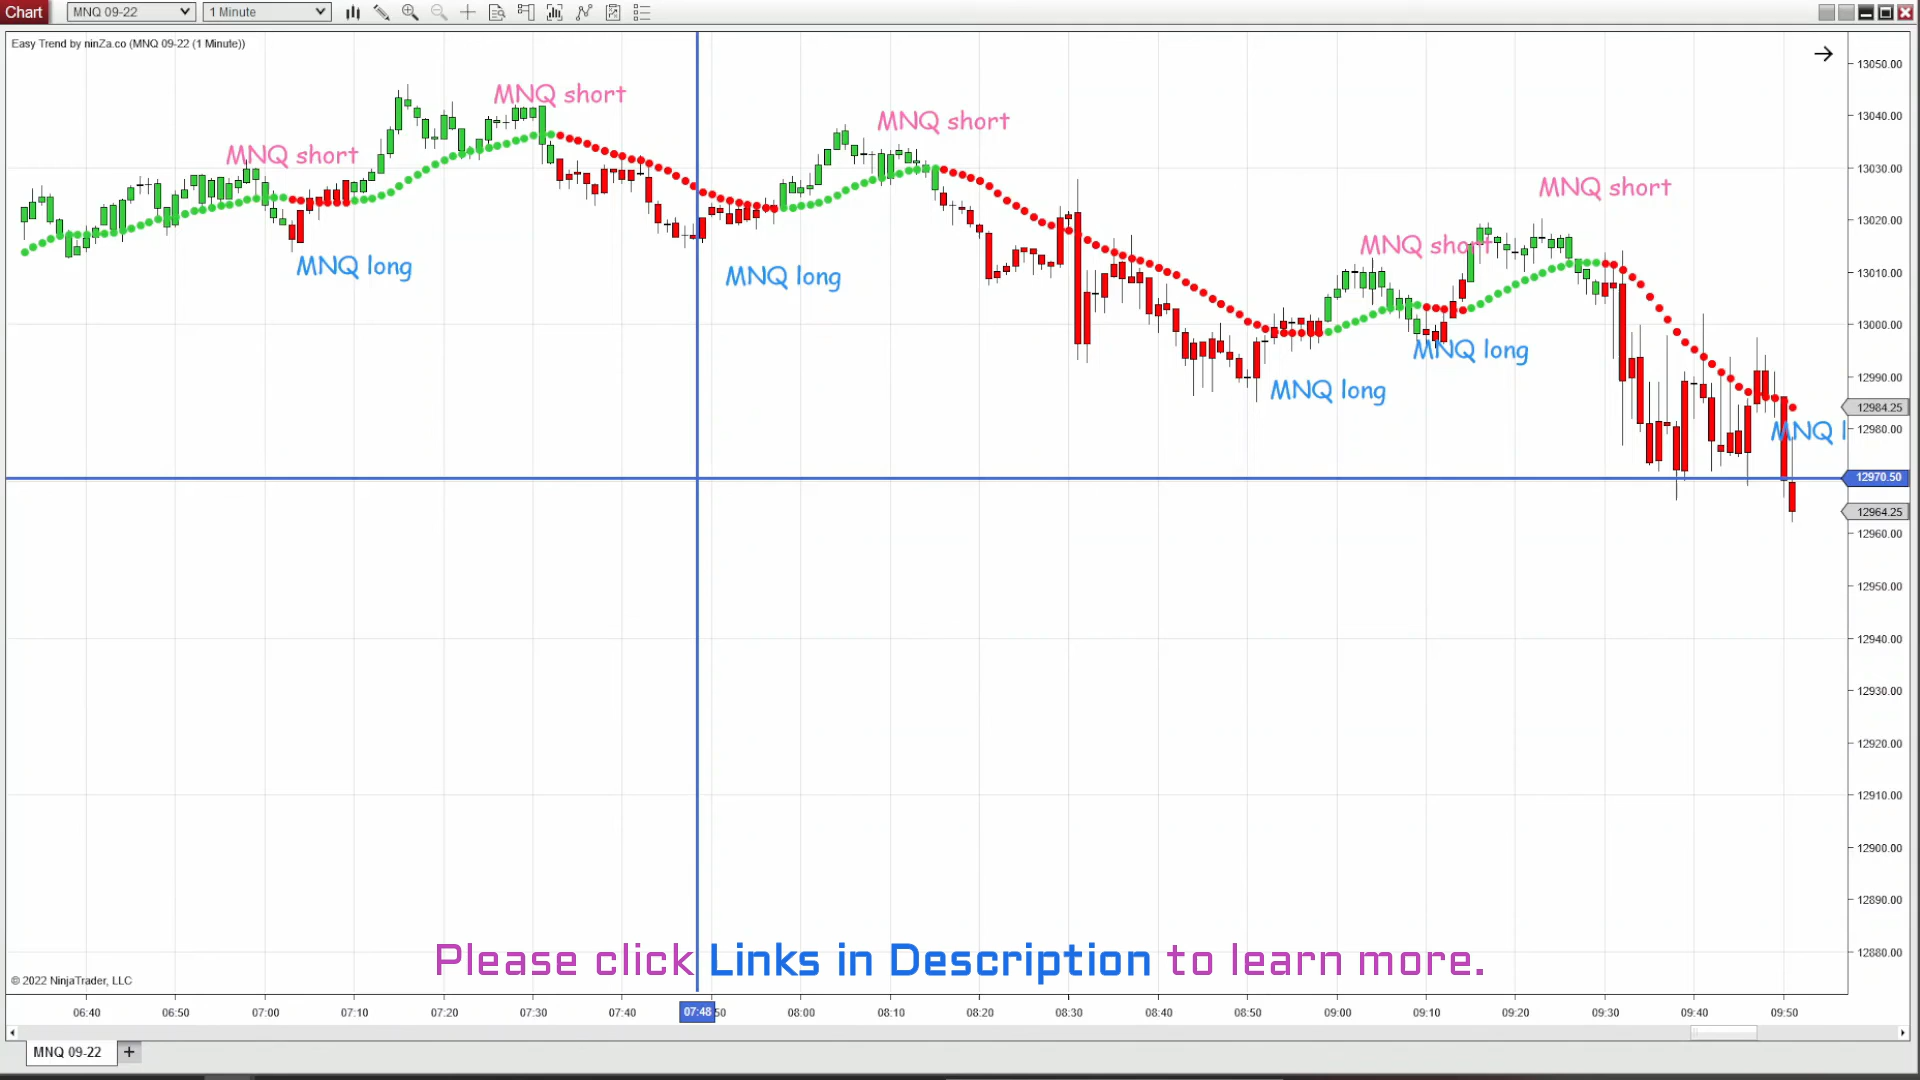 Chart MNQ 09-22 1 Minute
Easy Trend by ninZa.co (MNQ 09-22 (1 Minute))
13050.00
MNQ short
13040.00
MNQ short
MNQ short
13030.00
MNQ short
13020.00
MNQ short
MNQ long
MNQ long
13010.00
13000.00
MNQ long
12990.00
MNQ long
12984.25
12980.00
MNQ l
12970.50
12964.25
12960.00
12950.00
12940.00
12930.00
12920.00
12910.00
12900.00
12890.00
12880.00
Please click Links in Description to learn more.
© 2022 NinjaTrader, LLC
06:40 06:50 07:00 07:10 07:20 07:30 07:40 07:48 50 08:00 08:10 08:20 08:30 08:40 08:50 09:00 09:10 09:20 09:30 09:40 09:50
MNQ 09-22 +